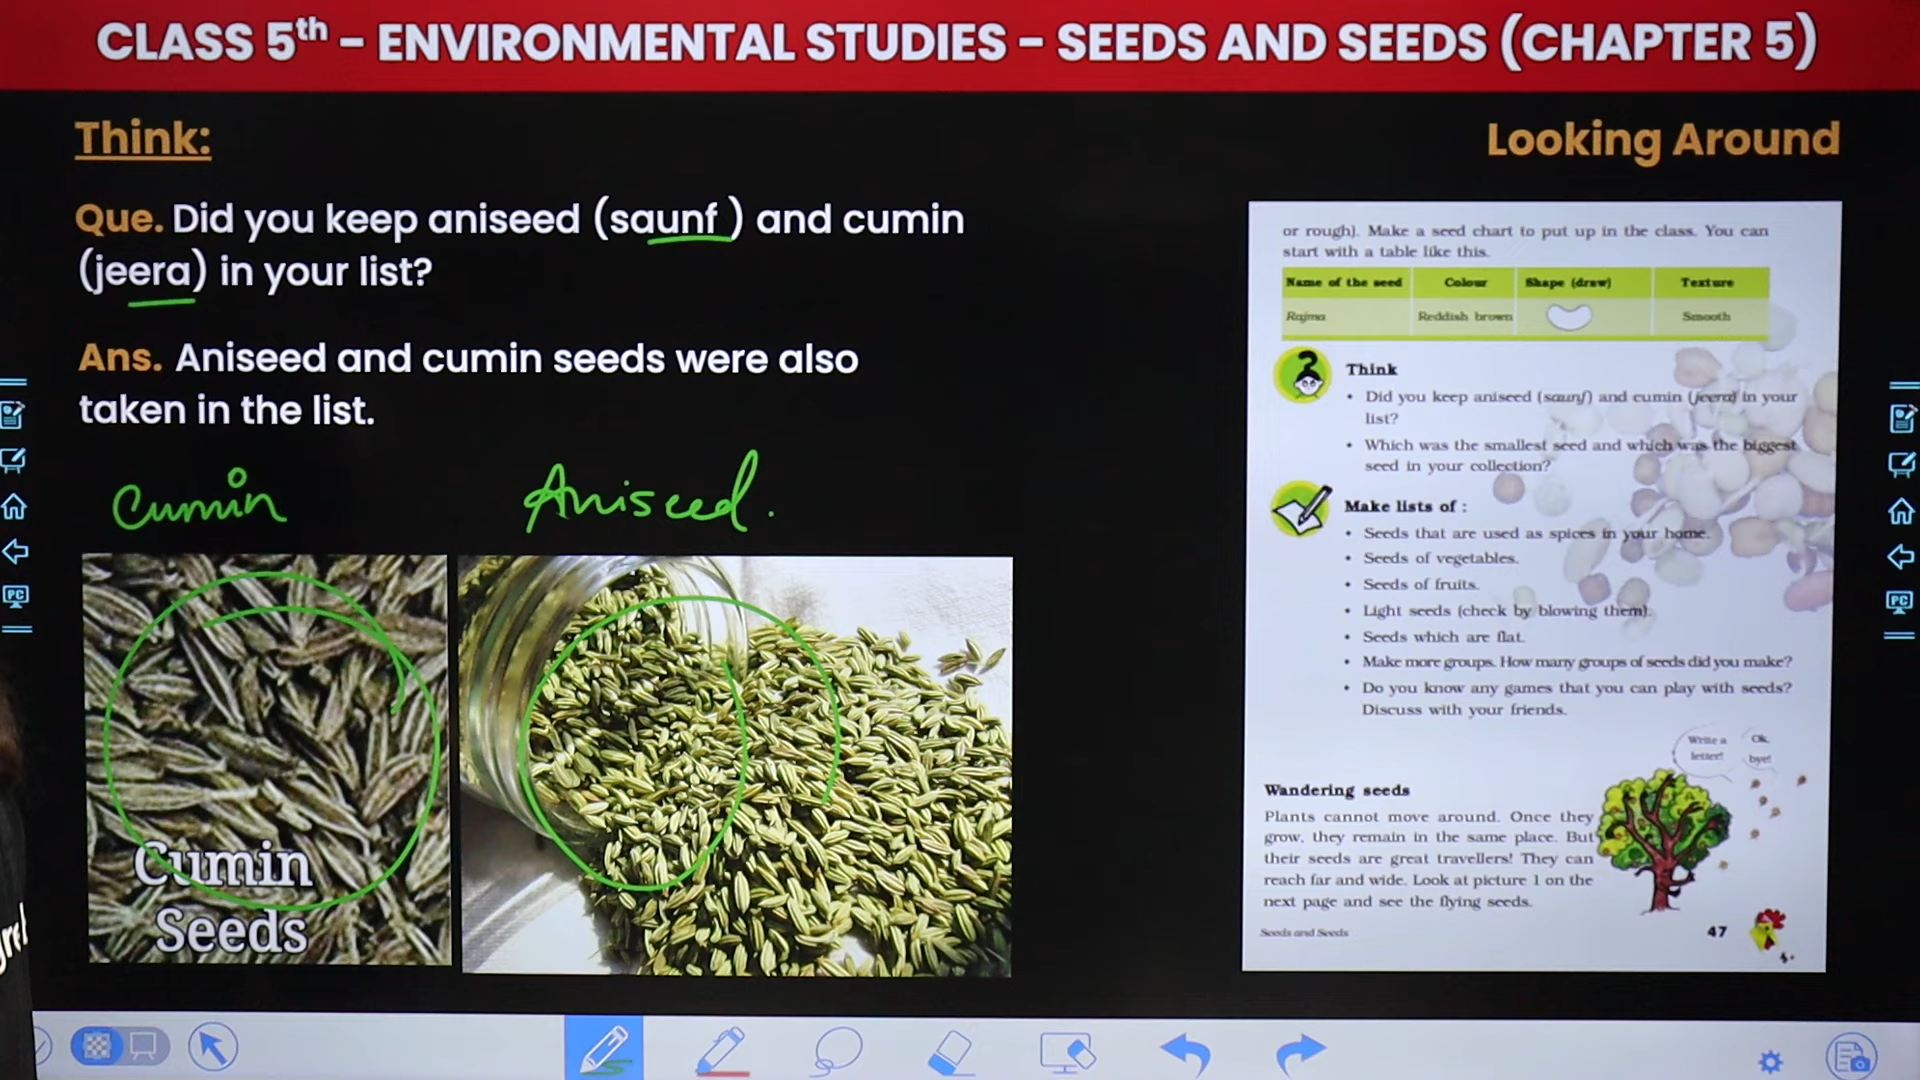 CLASS 5th - ENVIRONMENTAL STUDIES - SEEDS AND SEEDS (CHAPTER 5)
Think:
Looking Around
Que. Did you keep aniseed (saunf ) and cumin
(jeera) in your list?
Ans. Aniseed and cumin seeds were also
taken in the list.
Cumin
Aniseed.
Cumin
Seeds
or rough). Make a seed chart to put up in the class. You can
start with a table like this.
Name of the seed Colour Shape (draw) Texture
Rajma Reddish brown Smooth
Think
• Did you keep aniseed (saunf) and cumin (jeera) in your
list?
• Which was the smallest seed and which was the biggest
seed in your collection?
Make lists of :
• Seeds that are used as spices in your home.
• Seeds of vegetables.
• Seeds of fruits.
• Light seeds (check by blowing them).
• Seeds which are flat.
• Make more groups. How many groups of seeds did you make?
• Do you know any games that you can play with seeds?
Discuss with your friends.
Write a
letter!
Ok,
bye!
Wandering seeds
Plants cannot move around. Once they
grow, they remain in the same place. But
their seeds are great travellers! They can
reach far and wide. Look at picture 1 on the
next page and see the flying seeds.
Seeds and Seeds
47
PC
PC